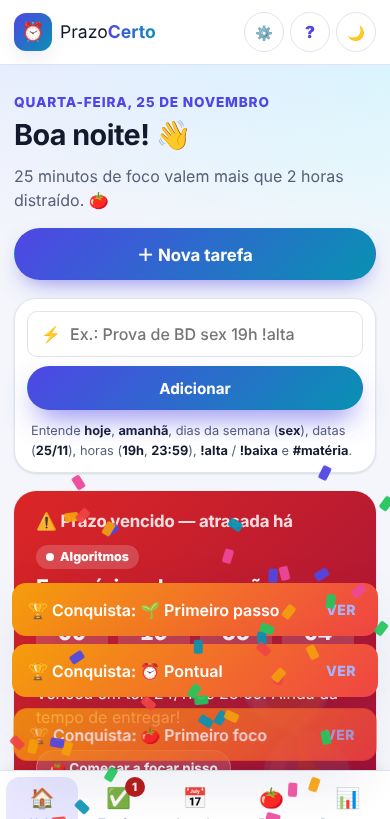 PrazoCerto
?
QUARTA-FEIRA, 25 DE NOVEMBRO
Boa noite! 👋
25 minutos de foco valem mais que 2 horas
distraído. 🍅
+ Nova tarefa
⚡ Ex.: Prova de BD sex 19h !alta
Adicionar
Entende hoje, amanhã, dias da semana (sex), datas
(25/11), horas (19h, 23:59), !alta / !baixa e #matéria.
⚠️ Prazo vencido — atrasada há
Algoritmos
🏆 Conquista: 🌱 Primeiro passo VER
🏆 Conquista: ⏰ Pontual VER
tempo de entregar!
🏆 Conquista: 🍅 Primeiro foco VER
Começar a focar nisso
1